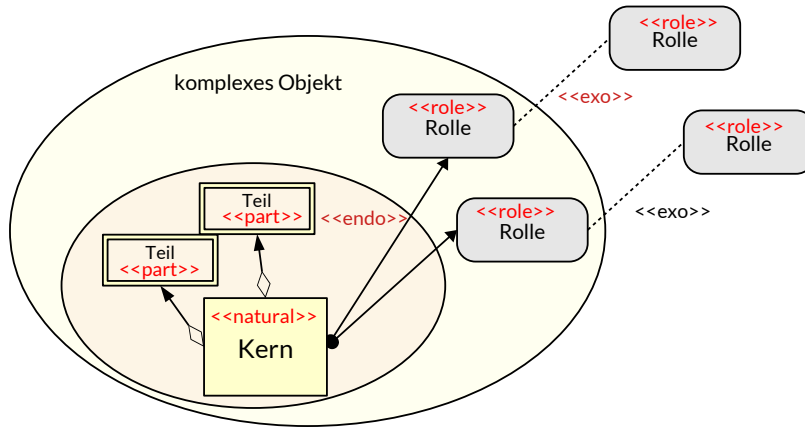 <<role>>
Rolle
komplexes Objekt
<<exo>>
<<role>>
Rolle
<<role>>
Rolle
Teil
<<part>>
<<endo>>
<<role>>
Rolle
<<exo>>
Teil
<<part>>
<<natural>>
Kern